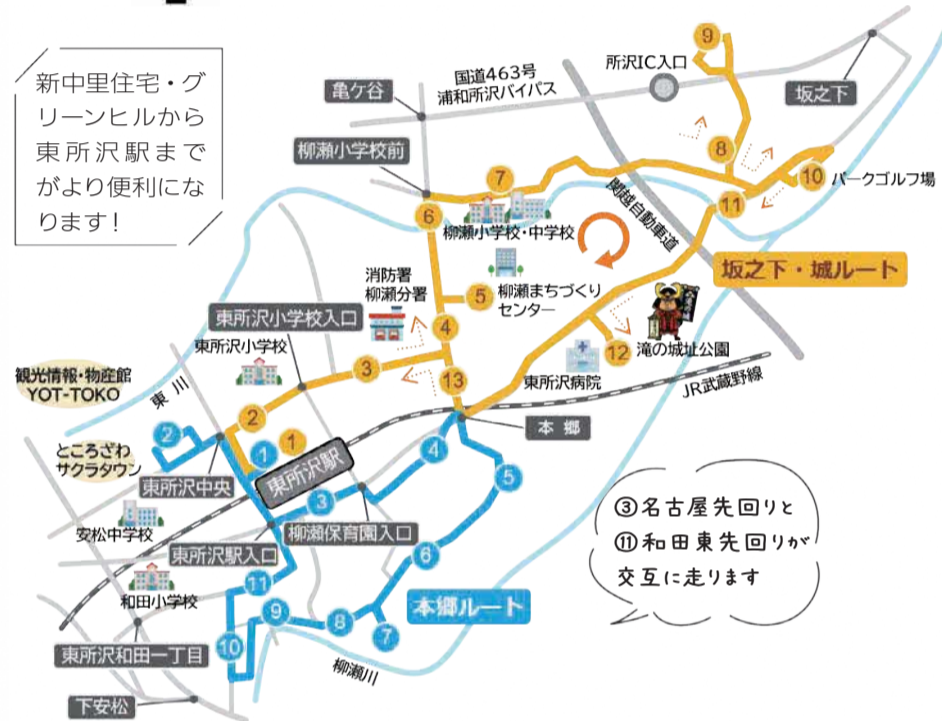 新中里住宅・グ
リーンヒルから
東所沢駅まで
がより便利にな
ります！
亀ケ谷
国道463号
浦和所沢バイパス
所沢IC入口
9
坂之下
柳瀬小学校前
7
8
10
パークゴルフ場
6
柳瀬小学校・中学校
関越自動車道
11
坂之下・城ルート
消防署
柳瀬分署
5
柳瀬まちづくり
センター
東所沢小学校入口
4
東所沢小学校
3
13
東所沢病院
12
滝の城址公園
観光情報・物産館
YOT-TOKO
東川
JR武蔵野線
2
2
1
1
本郷
ところざわ
サクラタウン
東所沢駅
4
東所沢中央
3
5
安松中学校
柳瀬保育園入口
東所沢駅入口
6
③名古屋先回りと
⑪和田東先回りが
交互に走ります
和田小学校
11
本郷ルート
9
8
7
10
東所沢和田一丁目
柳瀬川
下安松